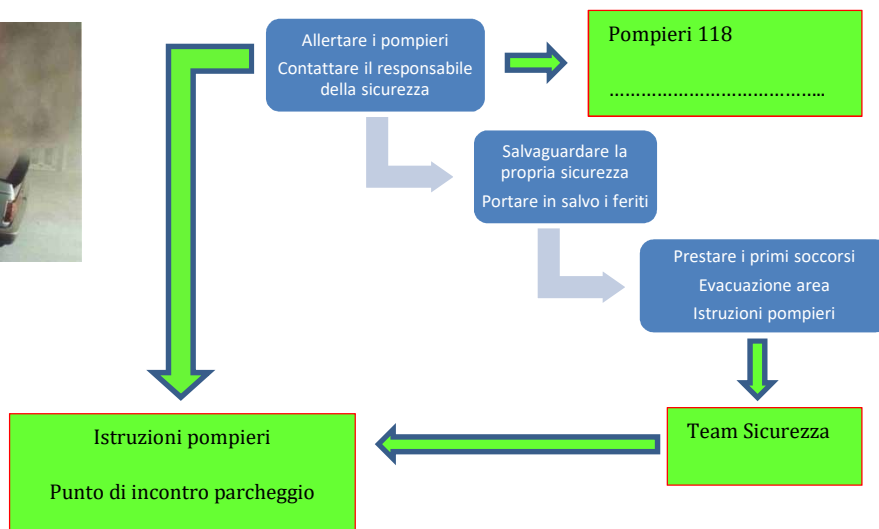 Allertare i pompieri
Contattare il responsabile
della sicurezza
Pompieri 118
…………………………………..
Salvaguardare la
propria sicurezza
Portare in salvo i feriti
Prestare i primi soccorsi
Evacuazione area
Istruzioni pompieri
Team Sicurezza
Istruzioni pompieri
Punto di incontro parcheggio